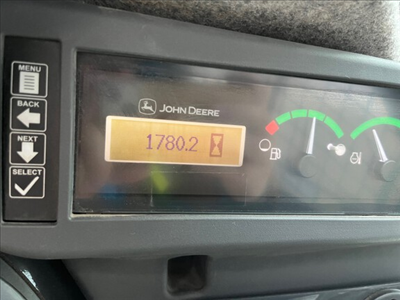 MENU
BACK
NEXT
SELECT
JOHN DEERE
1780.2